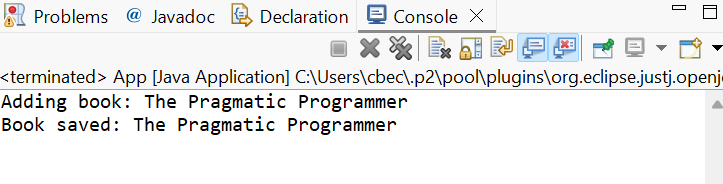 Problems @ Javadoc Declaration Console
<terminated> App [Java Application] C:\Users\cbec\.p2\pool\plugins\org.eclipse.justj.openj
Adding book: The Pragmatic Programmer
Book saved: The Pragmatic Programmer